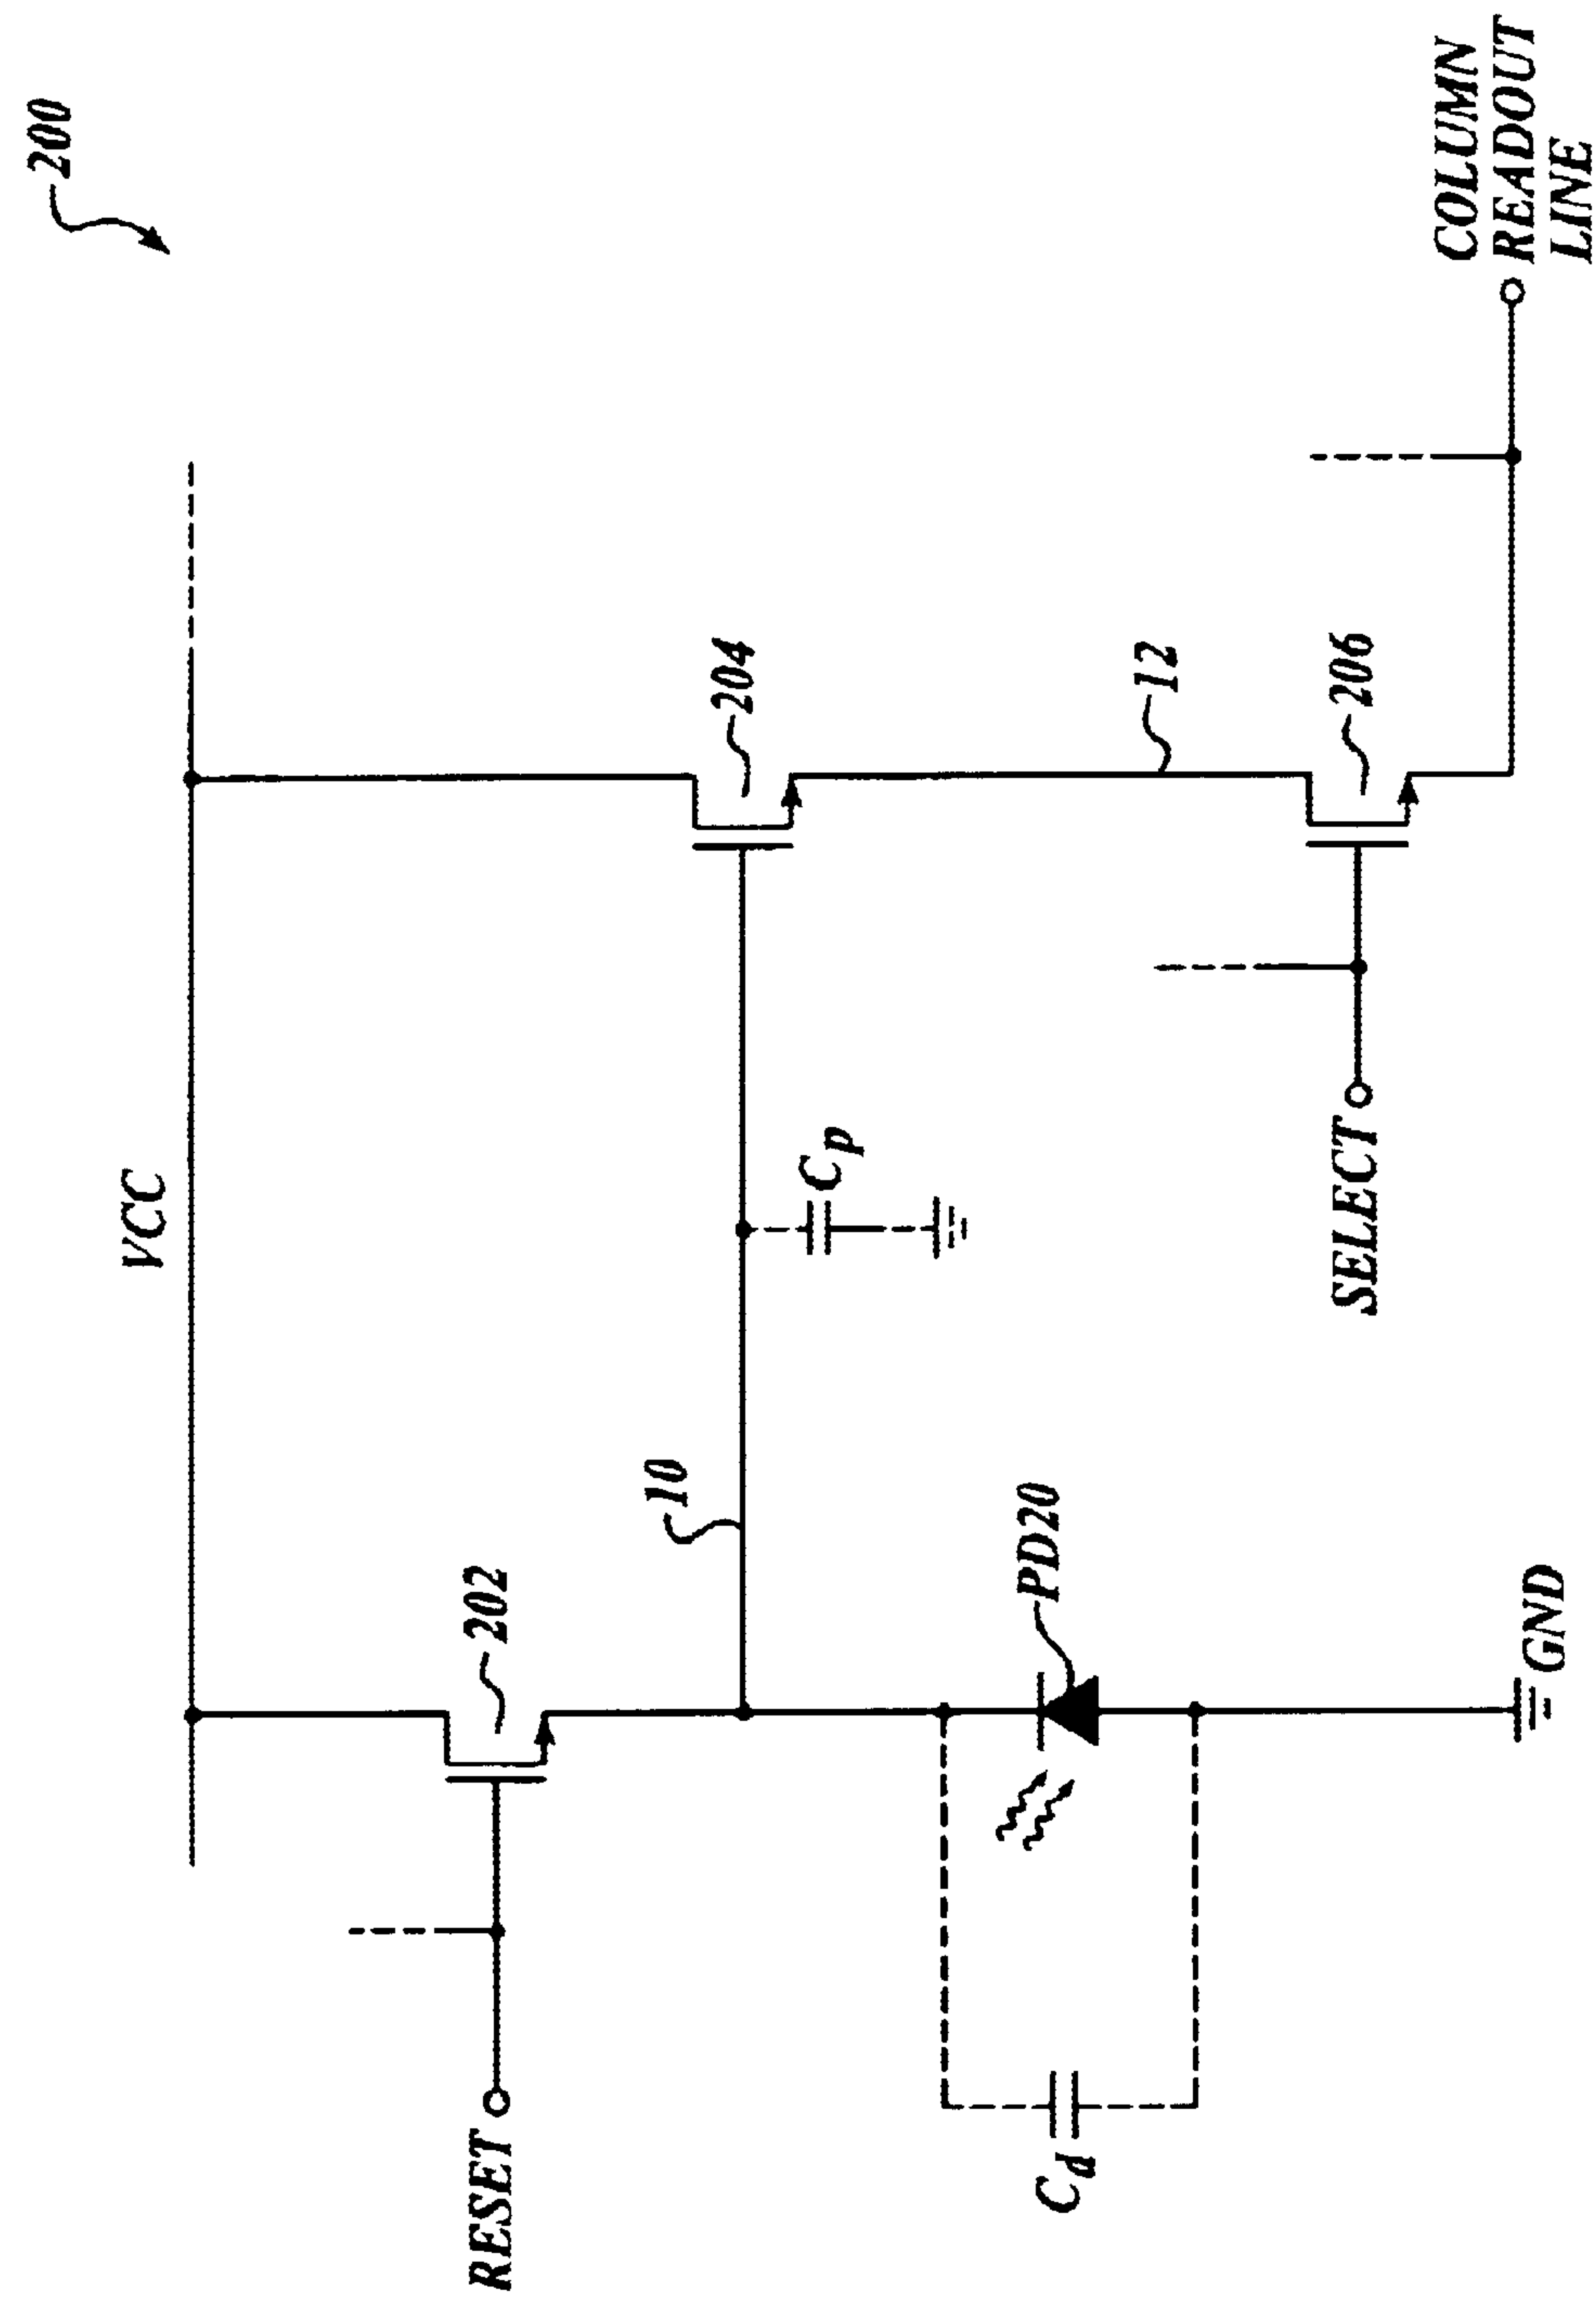 200
VCC
202
RESET
10
204
Cp
PD20
Cd
12
206
SELECT
GND
COLUMN
READOUT
LINE